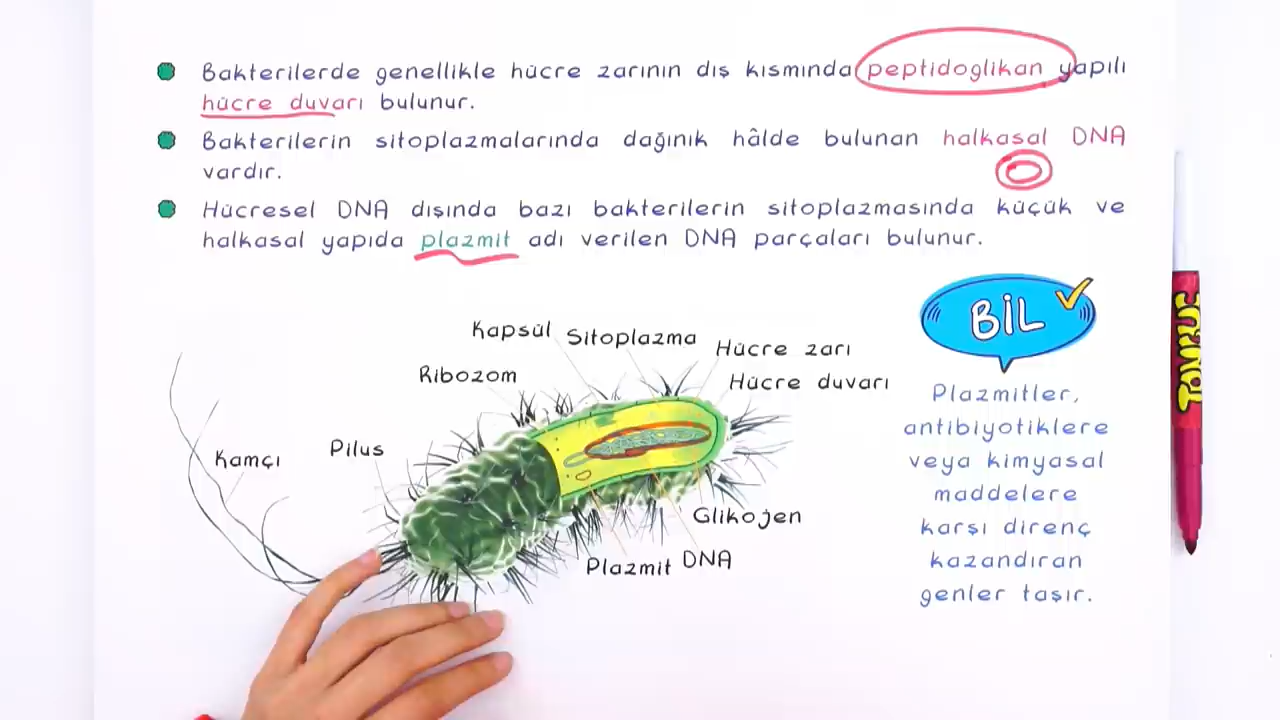 Bakterilerde genellikle hücre zarının dış kısmında peptidoglikan yapılı
hücre duvarı bulunur.
Bakterilerin sitoplazmalarında dağınık hâlde bulunan halkasal DNA
vardır.
Hücresel DNA dışında bazı bakterilerin sitoplazmasında küçük ve
halkasal yapıda plazmit adı verilen DNA parçaları bulunur.
BİL
Plazmitler,
antibiyotiklere
veya kimyasal
maddelere
karşı direnç
kazandıran
genler taşır.
Kapsül
Sitoplazma
Hücre zarı
Ribozom
Hücre duvarı
Pilus
Kamçı
Glikojen
Plazmit
DNA